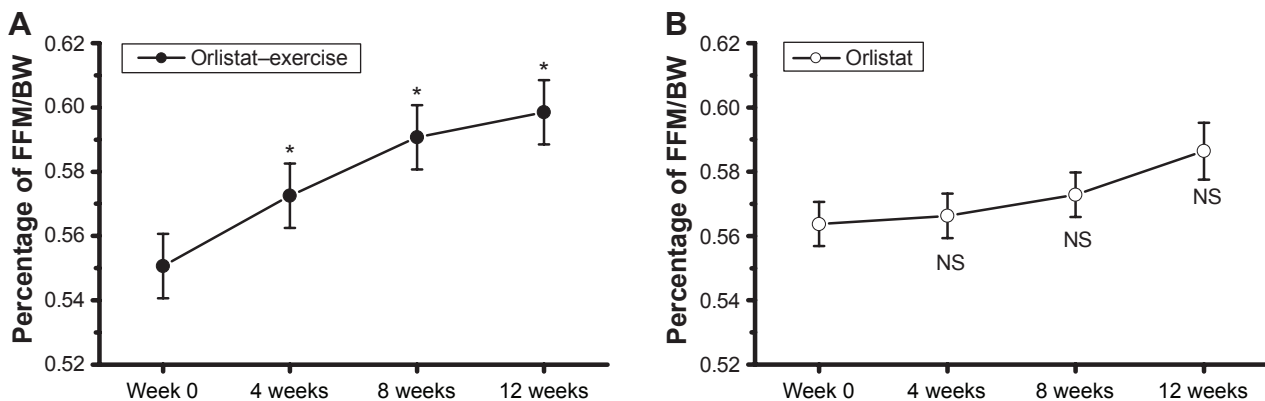 A
Percentage of FFM/BW
0.62
0.60
0.58
0.56
0.54
0.52
Orlistat–exercise
*
*
*
Week 0
4 weeks
8 weeks
12 weeks
B
Percentage of FFM/BW
0.62
0.60
0.58
0.56
0.54
0.52
Orlistat
NS
NS
NS
Week 0
4 weeks
8 weeks
12 weeks